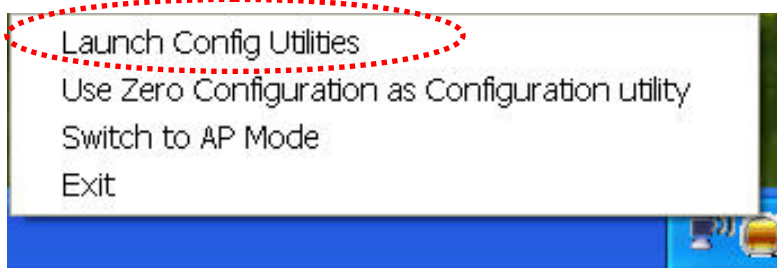 Launch Config Utilities
Use Zero Configuration as Configuration utility
Switch to AP Mode
Exit